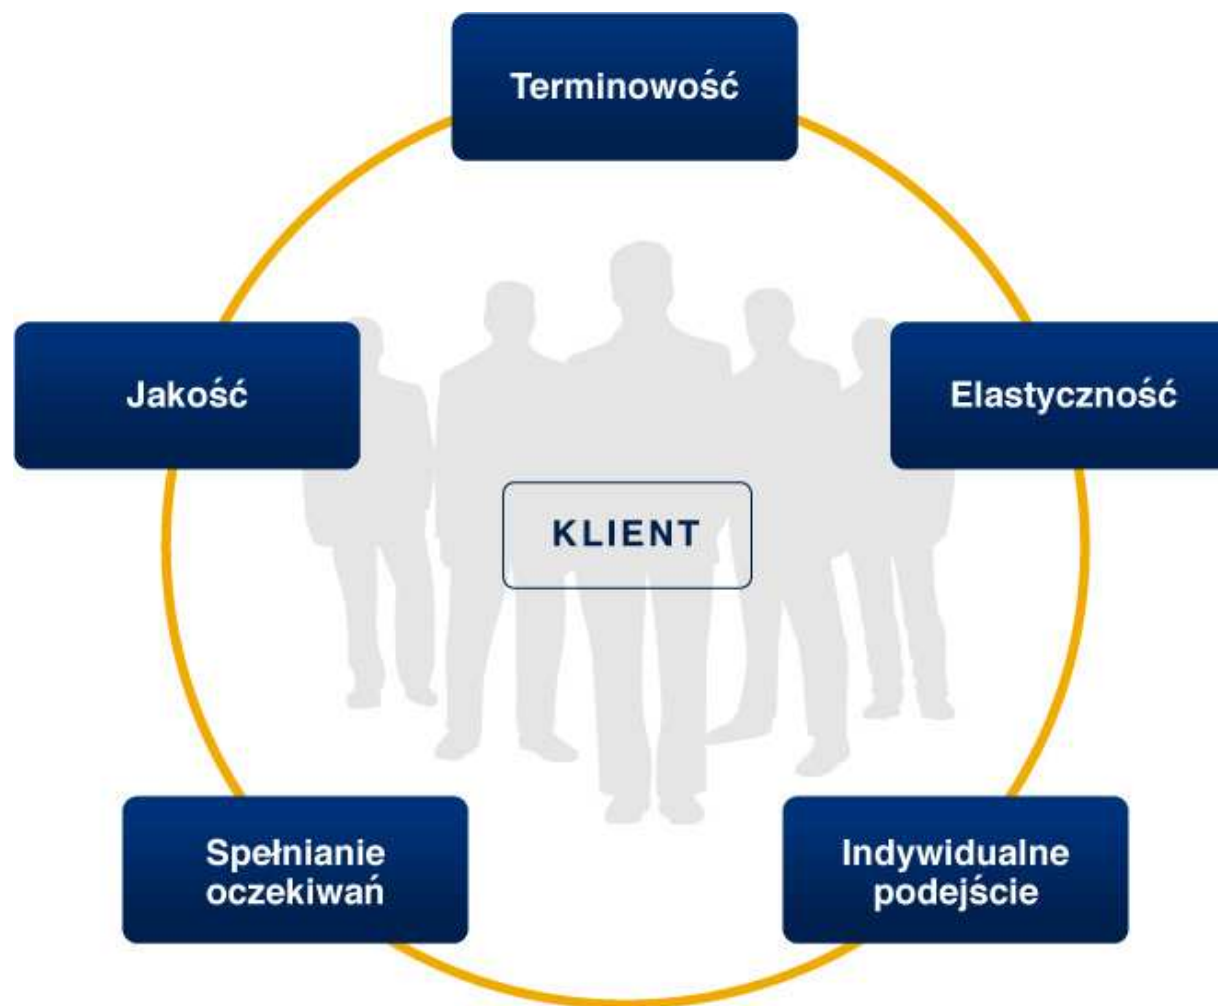 Terminowość
Jakość
Elastyczność
KLIENT
Spełnianie
oczekiwań
Indywidualne
podejście